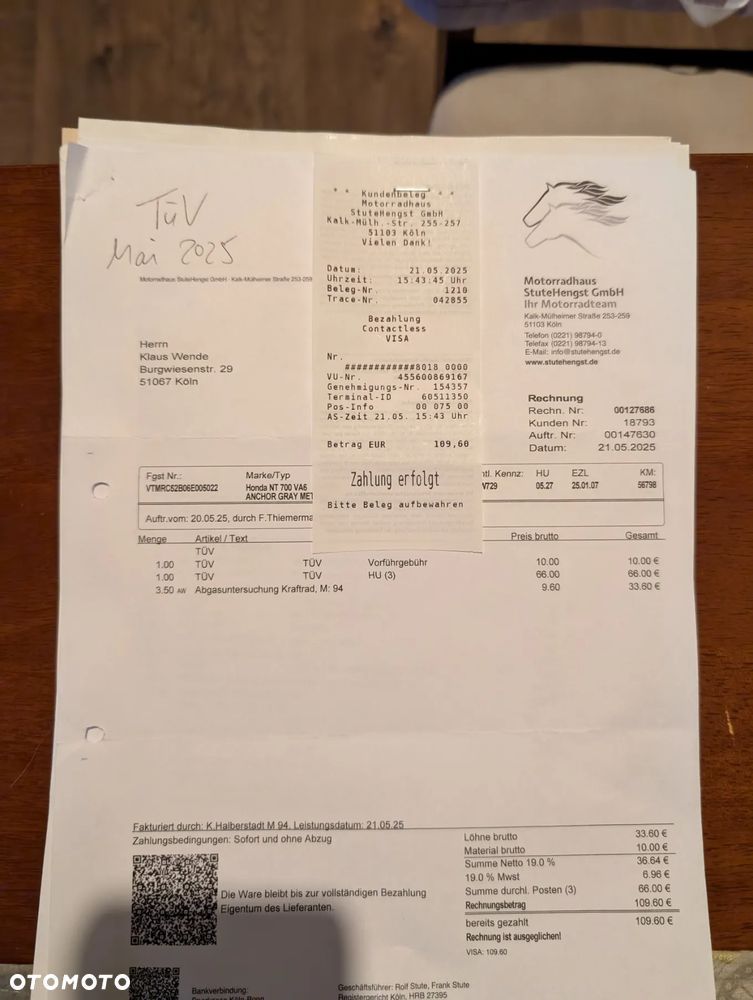 TüV
Mai 2025
* * Kundenbeleg * *
Motorradhaus
StuteHengst GmbH
Kalk-Mülh.-Str. 255-257
51103 Köln
Vielen Dank!
Datum: 21.05.2025
Uhrzeit: 15:43:45 Uhr
Beleg-Nr. 1210
Trace-Nr. 042855
Bezahlung
Contactless
VISA
Nr.
############8018 0000
VU-Nr. 455600869167
Genehmigungs-Nr. 154357
Terminal-ID 60511350
Pos-Info 00 075 00
AS-Zeit 21.05. 15:43 Uhr
Betrag EUR 109,60
Zahlung erfolgt
Bitte Beleg aufbewahren
Motorradhaus
StuteHengst GmbH
Ihr Motorradteam
Kalk-Mülheimer Straße 253-259
51103 Köln
Telefon (0221) 98794-0
Telefax (0221) 98794-13
E-Mail: info@stutehengst.de
www.stutehengst.de
Motorradhaus StuteHengst GmbH · Kalk-Mülheimer Straße 253-259
Herrn
Klaus Wende
Burgwiesenstr. 29
51067 Köln
Rechnung
Rechn. Nr: 00127686
Kunden Nr: 18793
Auftr. Nr: 00147630
Datum: 21.05.2025
Fgst Nr.: Marke/Typ ntl. Kennz: HU EZL KM:
VTMRC52B06E005022 Honda NT 700 VA6 V729 05.27 25.01.07 56798
ANCHOR GRAY MET
Auftr.vom: 20.05.25, durch F.Thiemerma
Menge Artikel / Text Preis brutto Gesamt
TÜV
1.00 TÜV TÜV Vorführgebühr 10.00 10.00 €
1.00 TÜV TÜV HU (3) 66.00 66.00 €
3.50 AW Abgasuntersuchung Kraftrad, M: 94 9.60 33.60 €
Fakturiert durch: K.Halberstadt M 94. Leistungsdatum: 21.05.25
Zahlungsbedingungen: Sofort und ohne Abzug
Die Ware bleibt bis zur vollständigen Bezahlung
Eigentum des Lieferanten.
Löhne brutto 33.60 €
Material brutto 10.00 €
Summe Netto 19.0 % 36.64 €
19.0 % Mwst 6.96 €
Summe durchl. Posten (3) 66.00 €
Rechnungsbetrag 109.60 €
bereits gezahlt 109.60 €
Rechnung ist ausgeglichen!
VISA: 109.60
Bankverbindung:
Geschäftsführer: Rolf Stute, Frank Stute
Registergericht Köln, HRB 27395
OTOMOTO